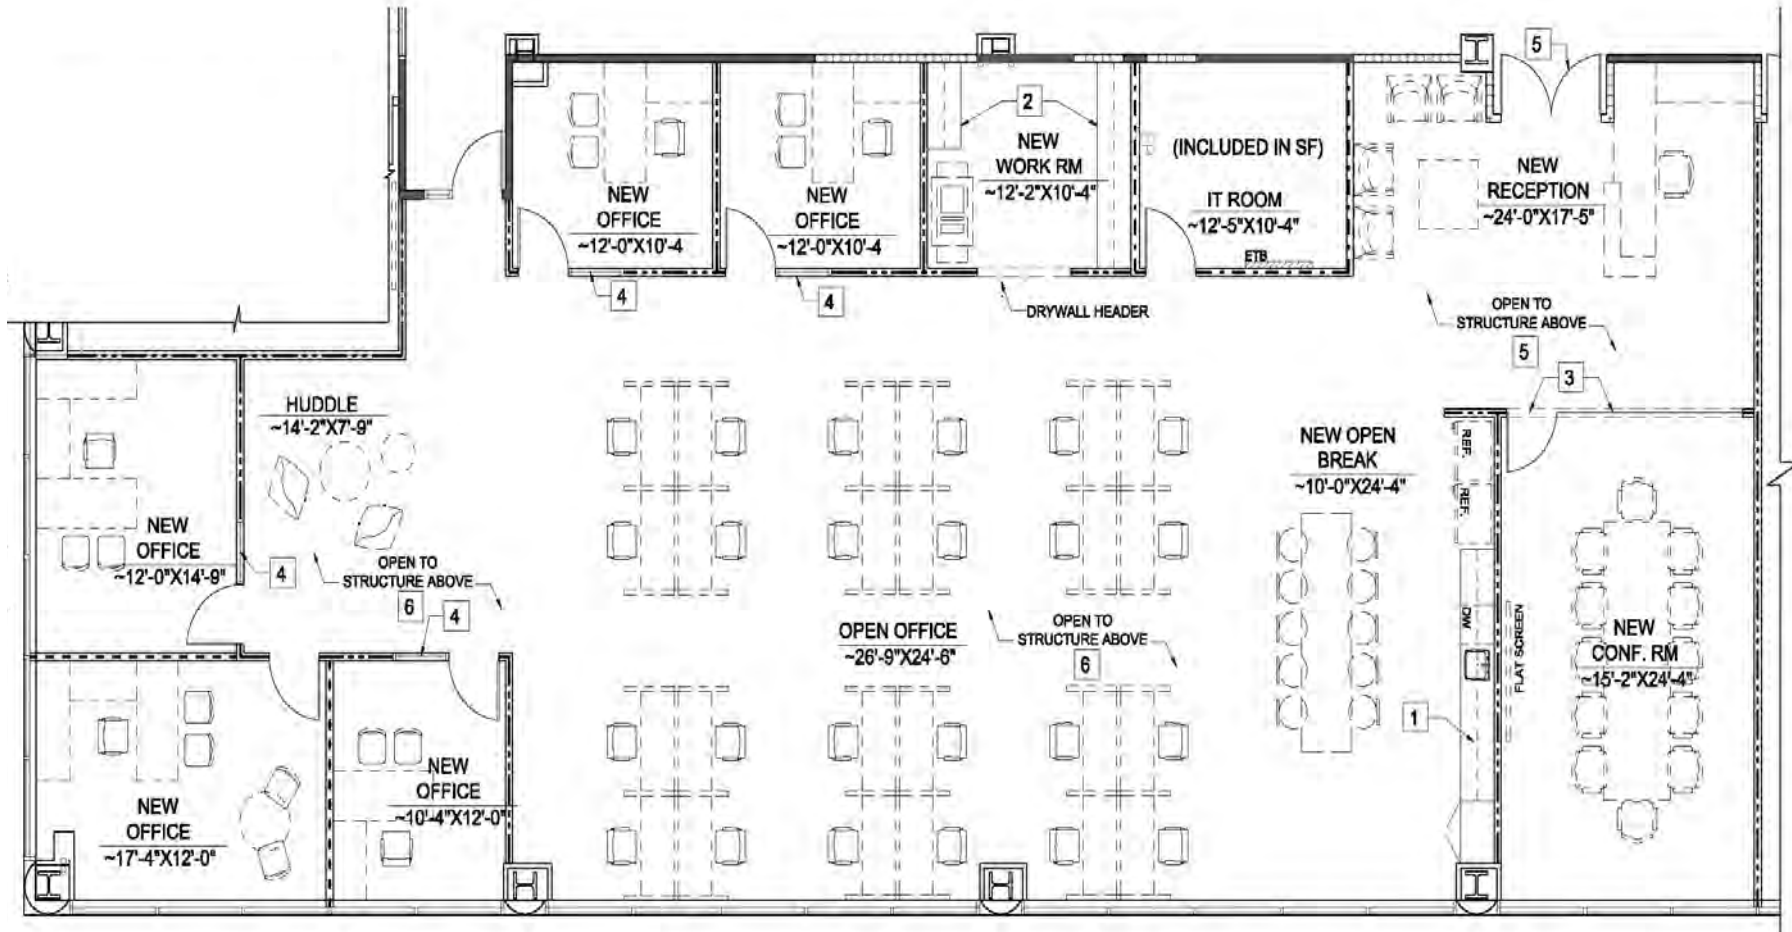 5
2
NEW
WORK RM
~12'-2"X10'-4"
(INCLUDED IN SF)
IT ROOM
~12'-5"X10'-4"
ETB
NEW
RECEPTION
~24'-0"X17'-5"
NEW
OFFICE
~12'-0"X10'-4
NEW
OFFICE
~12'-0"X10'-4
4
4
DRYWALL HEADER
OPEN TO
STRUCTURE ABOVE
5
3
HUDDLE
~14'-2"X7'-9"
NEW OPEN
BREAK
~10'-0"X24'-4"
REF.
REF.
NEW
OFFICE
~12'-0"X14'-9"
4
OPEN TO
STRUCTURE ABOVE
6
4
OPEN OFFICE
~26'-9"X24'-6"
OPEN TO
STRUCTURE ABOVE
6
DW
FLAT SCREEN
NEW
CONF. RM
~15'-2"X24'-4"
1
NEW
OFFICE
~17'-4"X12'-0"
NEW
OFFICE
~10'-4"X12'-0"